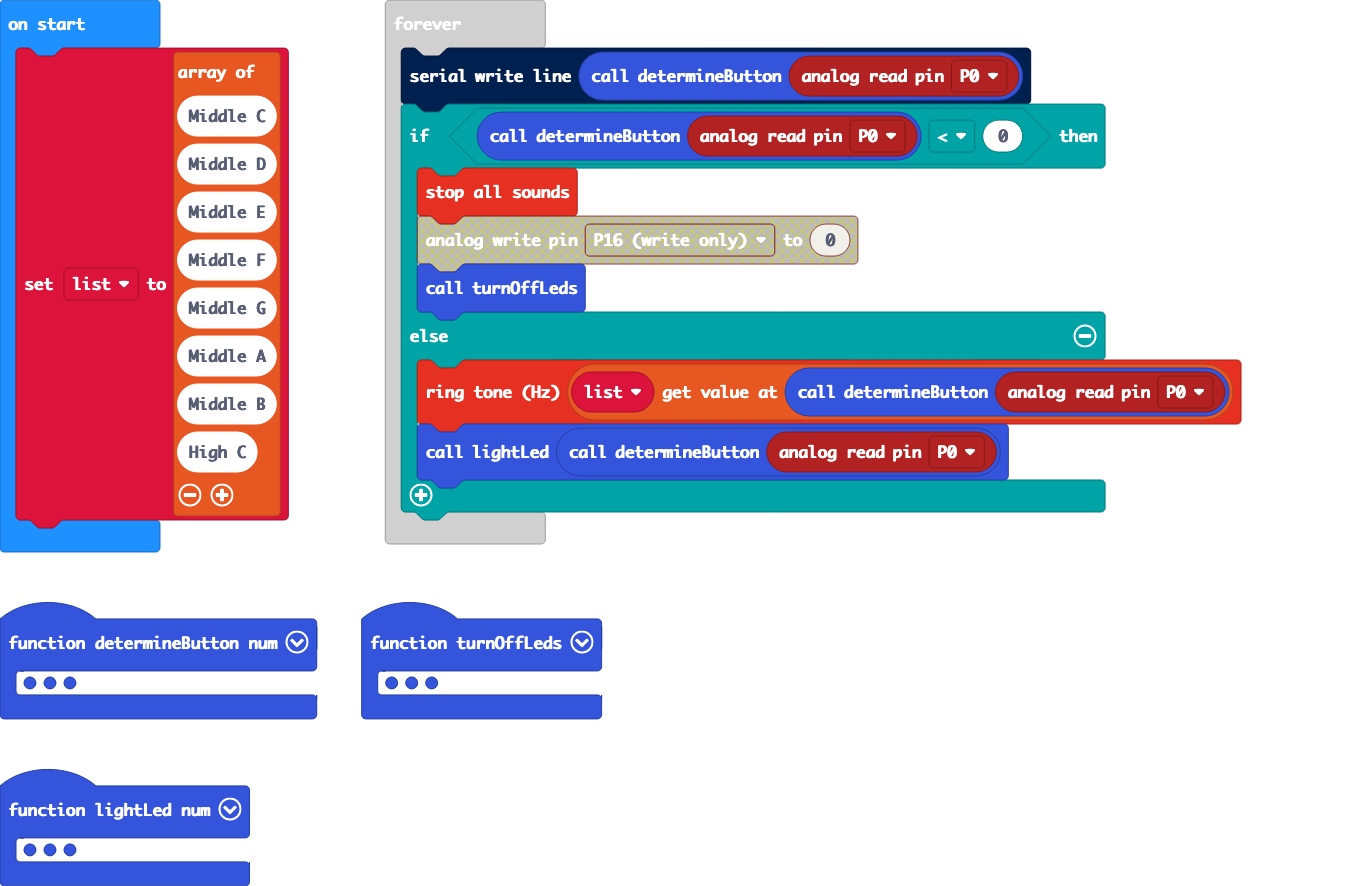 on start
set list to
array of
Middle C
Middle D
Middle E
Middle F
Middle G
Middle A
Middle B
High C
forever
serial write line call determineButton analog read pin P0
if call determineButton analog read pin P0 < 0 then
stop all sounds
analog write pin P16 (write only) to 0
call turnOffLeds
else
ring tone (Hz) list get value at call determineButton analog read pin P0
call lightLed call determineButton analog read pin P0
function determineButton num
function turnOffLeds
function lightLed num